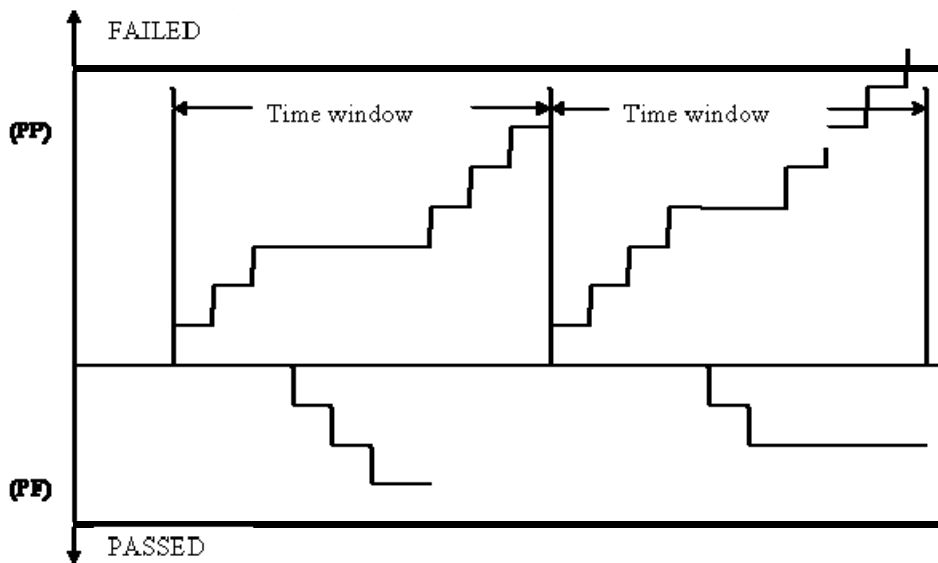 FAILED
Time window Time window
(PP)
(PF)
PASSED